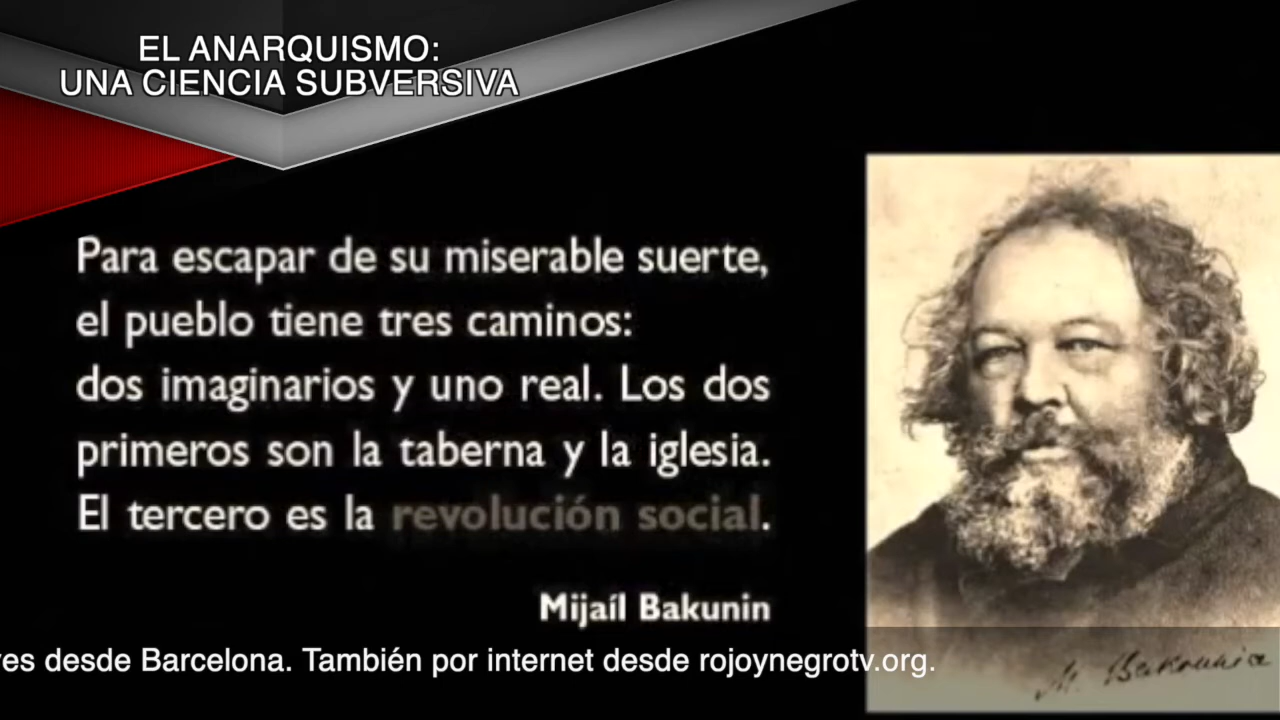 EL ANARQUISMO:
UNA CIENCIA SUBVERSIVA
Para escapar de su miserable suerte,
el pueblo tiene tres caminos:
dos imaginarios y uno real. Los dos
primeros son la taberna y la iglesia.
El tercero es la revolución social.
Mijaíl Bakunin
desde Barcelona. También por internet desde rojoynegrotv.org.
M. Bakounine